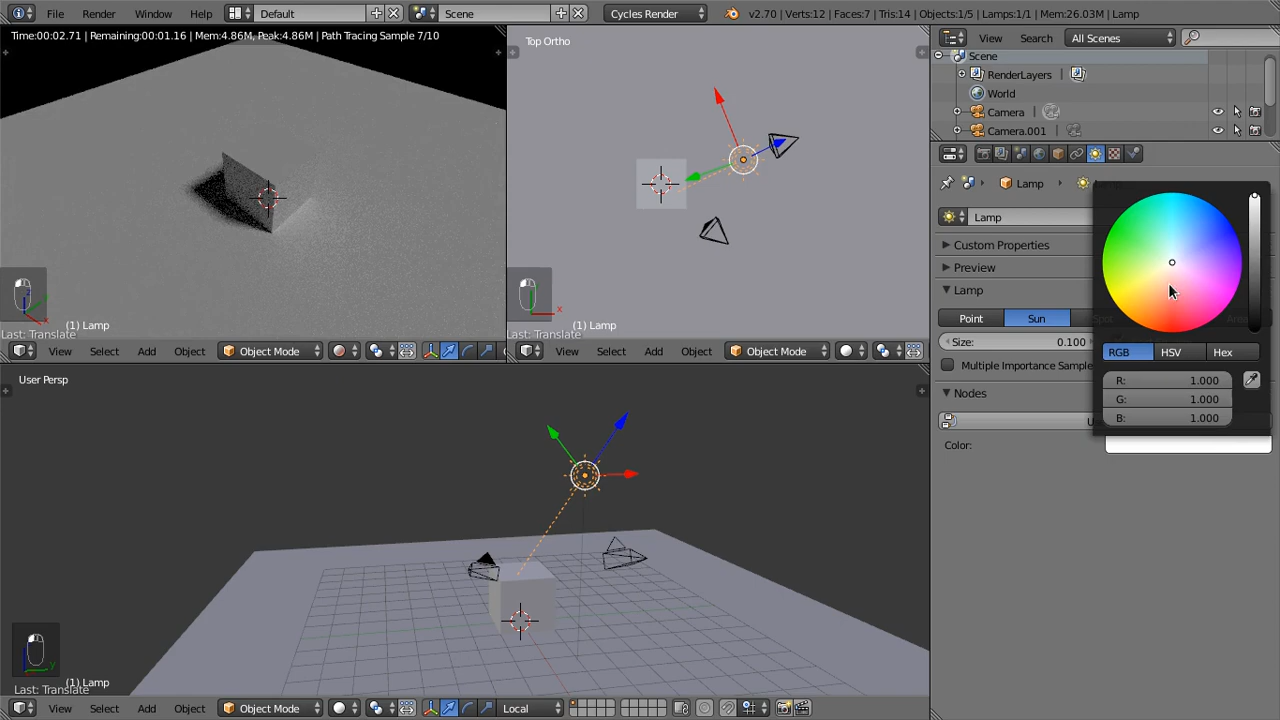 File Render Window Help Default Scene Cycles Render v2.70 | Verts:12 | Faces:7 | Tris:14 | Objects:1/5 | Lamps:1/1 | Mem:26.03M | Lamp
Time:00:02.71 | Remaining:00:01.16 | Mem:4.86M, Peak:4.86M | Path Tracing Sample 7/10
Top Ortho
View Search All Scenes
Scene
RenderLayers
World
Camera
Camera.001
Lamp
Lamp
Custom Properties
Preview
Lamp
Point Sun
Size: 0.100
Multiple Importance Sample
Nodes
Color:
RGB HSV Hex
R: 1.000
G: 1.000
B: 1.000
(1) Lamp
Last: Translate
(1) Lamp
Last: Translate
View Select Add Object Object Mode
View Select Add Object Object Mode
User Persp
(1) Lamp
Last: Translate
View Select Add Object Object Mode Local